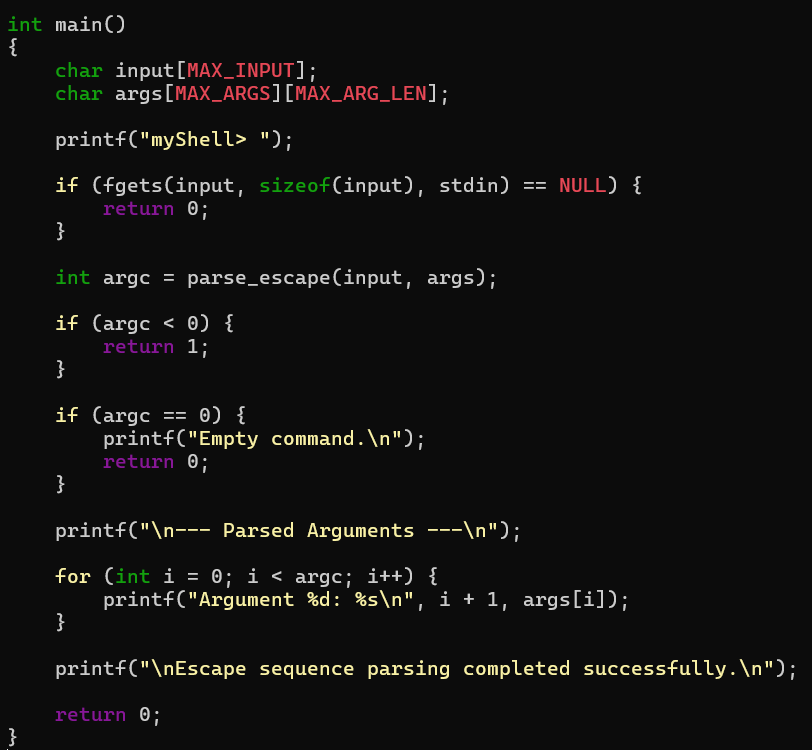 int main()
{
    char input[MAX_INPUT];
    char args[MAX_ARGS][MAX_ARG_LEN];

    printf("myShell> ");

    if (fgets(input, sizeof(input), stdin) == NULL) {
        return 0;
    }

    int argc = parse_escape(input, args);

    if (argc < 0) {
        return 1;
    }

    if (argc == 0) {
        printf("Empty command.\n");
        return 0;
    }

    printf("\n--- Parsed Arguments ---\n");

    for (int i = 0; i < argc; i++) {
        printf("Argument %d: %s\n", i + 1, args[i]);
    }

    printf("\nEscape sequence parsing completed successfully.\n");

    return 0;
}